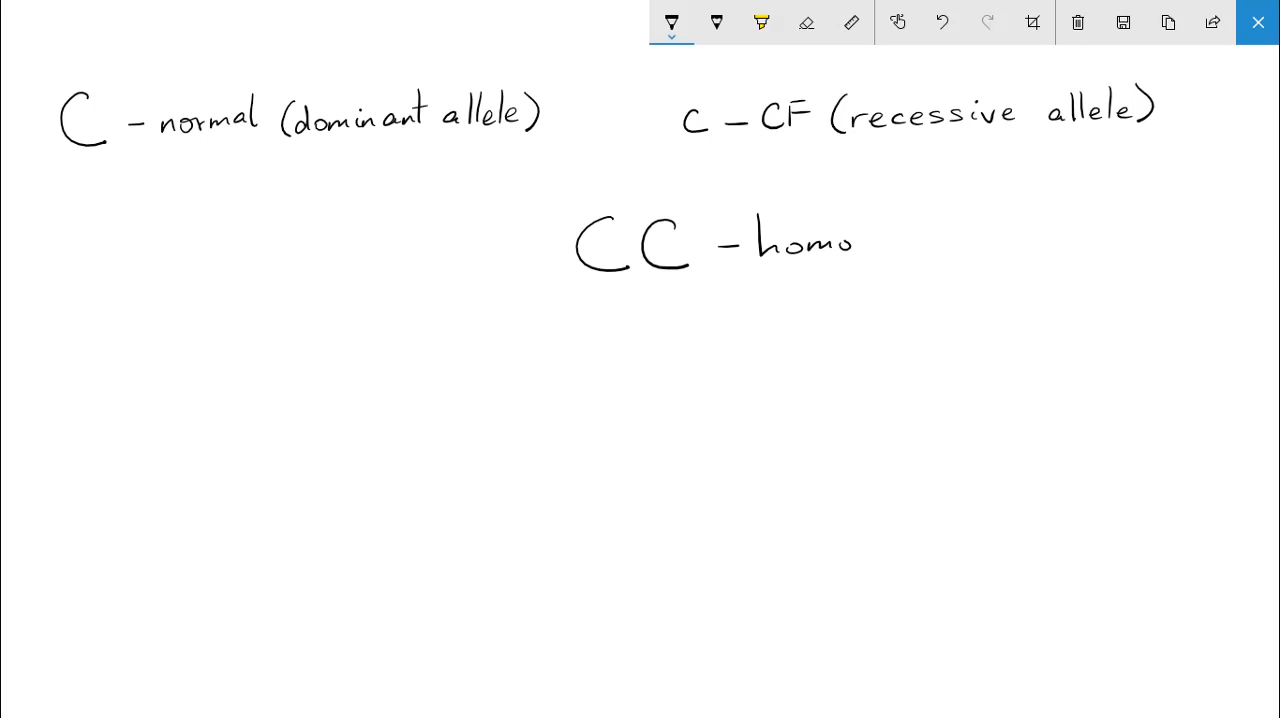 C - normal (dominant allele) c - CF (recessive allele)
CC - homo